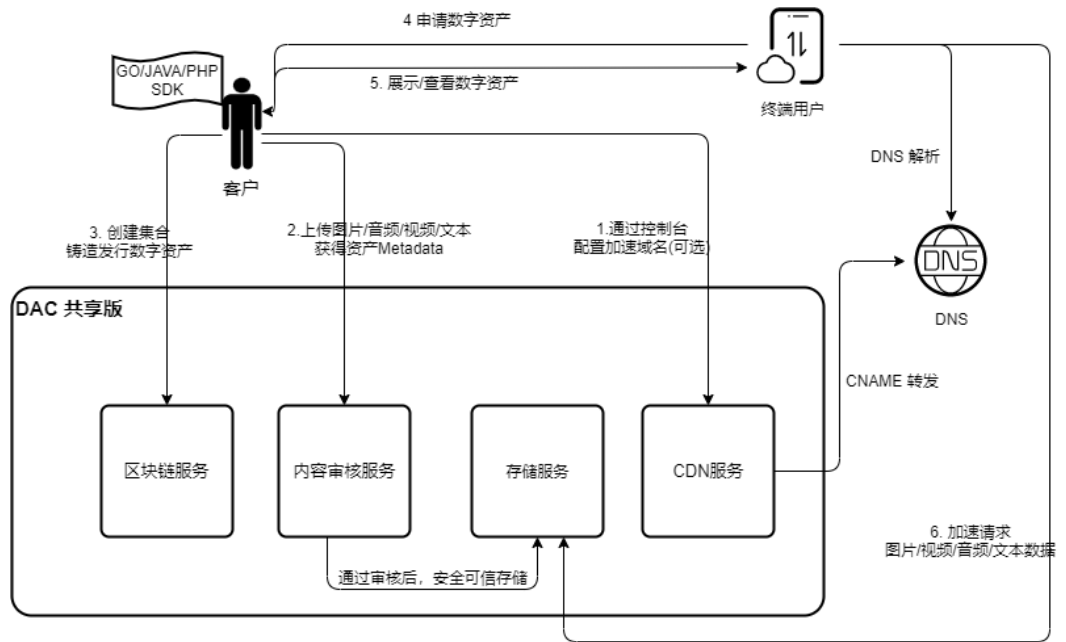 4 申请数字资产
GO/JAVA/PHP
SDK
5. 展示/查看数字资产
终端用户
客户
DNS 解析
3. 创建集合
铸造发行数字资产
2.上传图片/音频/视频/文本
获得资产Metadata
1.通过控制台
配置加速域名(可选)
DNS
DNS
DAC 共享版
CNAME 转发
区块链服务
内容审核服务
存储服务
CDN服务
6. 加速请求
图片/视频/音频/文本数据
通过审核后，安全可信存储